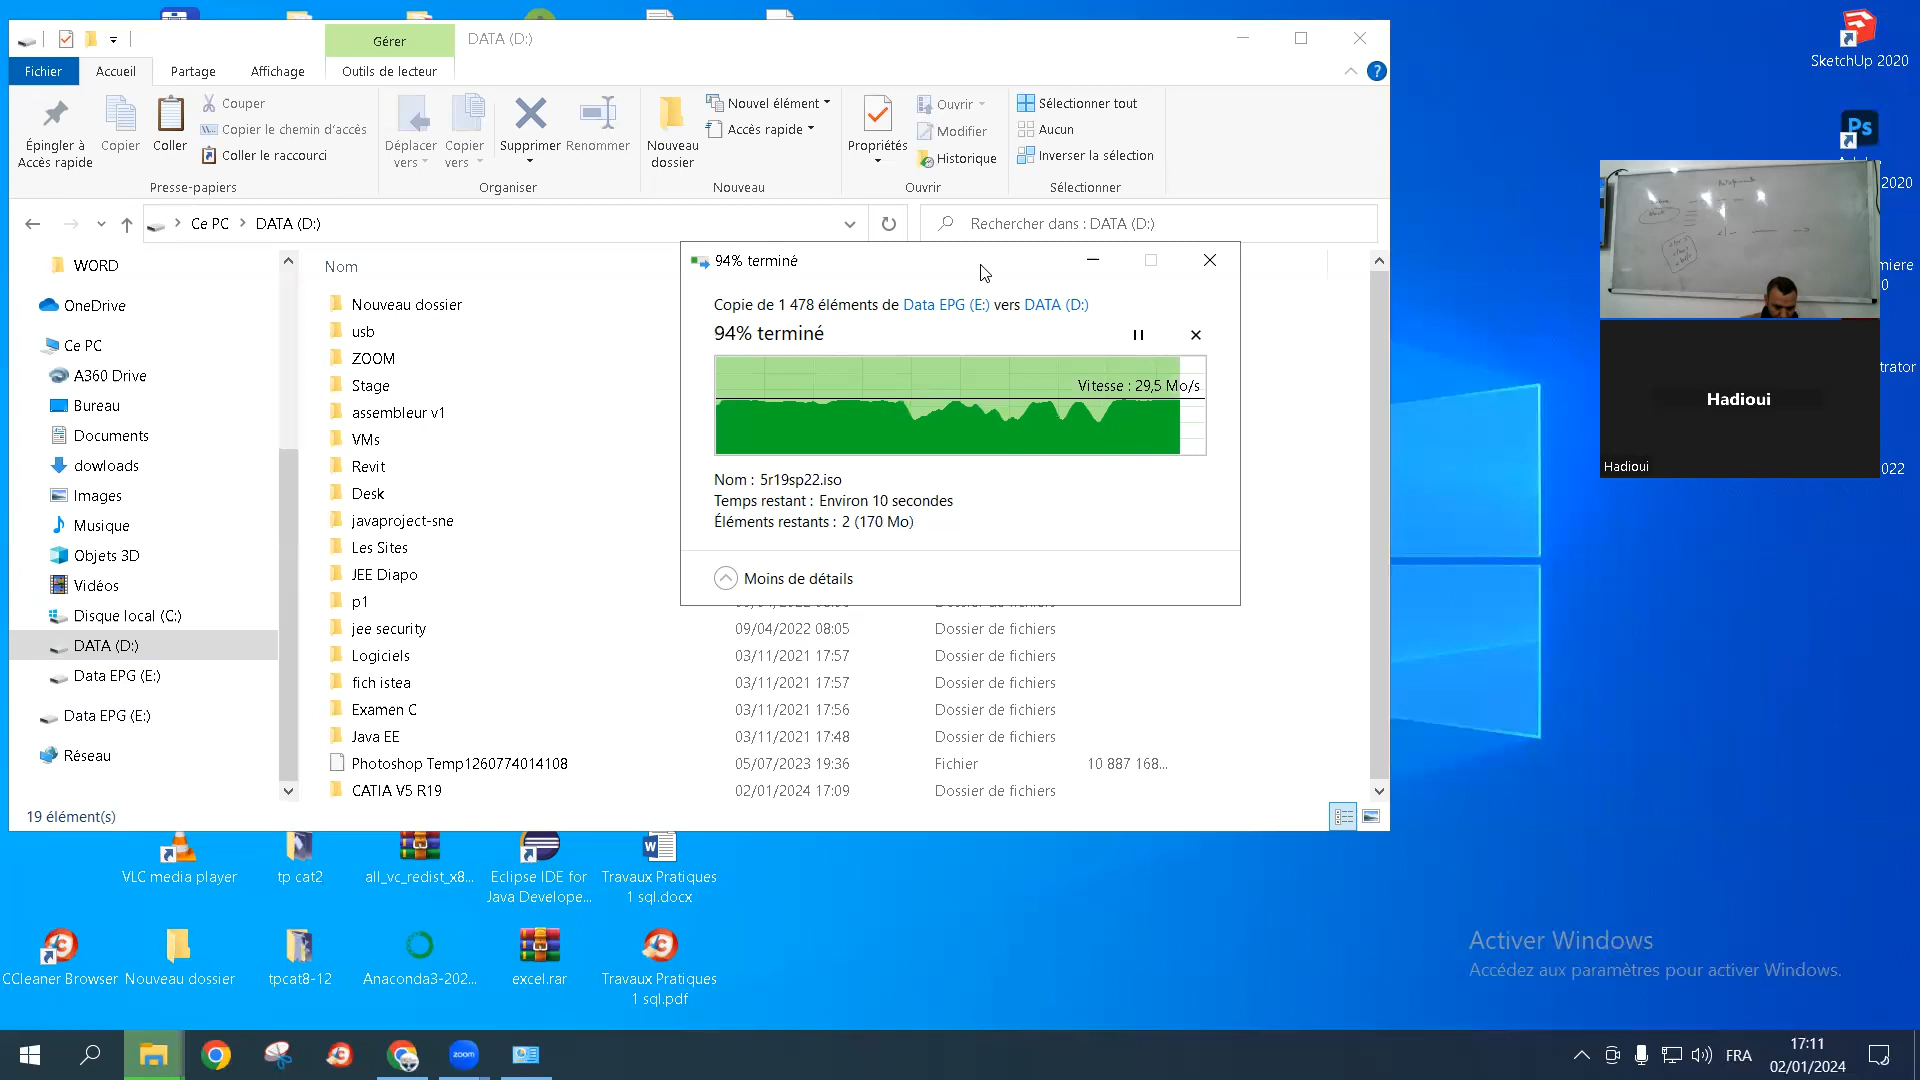 Gérer
DATA (D:)
Fichier
Accueil
Partage
Affichage
Outils de lecteur
Épingler à
Accès rapide
Copier
Coller
Couper
Copier le chemin d'accès
Coller le raccourci
Presse-papiers
Déplacer
vers
Copier
vers
Supprimer
Renommer
Organiser
Nouveau
dossier
Nouvel élément
Accès rapide
Nouveau
Propriétés
Ouvrir
Modifier
Historique
Ouvrir
Sélectionner tout
Aucun
Inverser la sélection
Sélectionner
Ce PC > DATA (D:)
Rechercher dans : DATA (D:)
WORD
OneDrive
Ce PC
A360 Drive
Bureau
Documents
dowloads
Images
Musique
Objets 3D
Vidéos
Disque local (C:)
DATA (D:)
Data EPG (E:)
Data EPG (E:)
Réseau
Nom
Nouveau dossier
usb
ZOOM
Stage
assembleur v1
VMs
Revit
Desk
javaproject-sne
Les Sites
JEE Diapo
p1
jee security 09/04/2022 08:05 Dossier de fichiers
Logiciels 03/11/2021 17:57 Dossier de fichiers
fich istea 03/11/2021 17:57 Dossier de fichiers
Examen C 03/11/2021 17:56 Dossier de fichiers
Java EE 03/11/2021 17:48 Dossier de fichiers
Photoshop Temp1260774014108 05/07/2023 19:36 Fichier 10 887 168...
CATIA V5 R19 02/01/2024 17:09 Dossier de fichiers
19 élément(s)
94% terminé
Copie de 1 478 éléments de Data EPG (E:) vers DATA (D:)
94% terminé
Vitesse : 29,5 Mo/s
Nom : 5r19sp22.iso
Temps restant : Environ 10 secondes
Éléments restants : 2 (170 Mo)
Moins de détails
SketchUp 2020
Ps
2020
Hadioui
Hadioui
VLC media player
tp cat2
all_vc_redist_x8...
Eclipse IDE for
Java Develope...
Travaux Pratiques
1 sql.docx
CCleaner Browser
Nouveau dossier
tpcat8-12
Anaconda3-202...
excel.rar
Travaux Pratiques
1 sql.pdf
Activer Windows
Accédez aux paramètres pour activer Windows.
zoom
FRA
17:11
02/01/2024